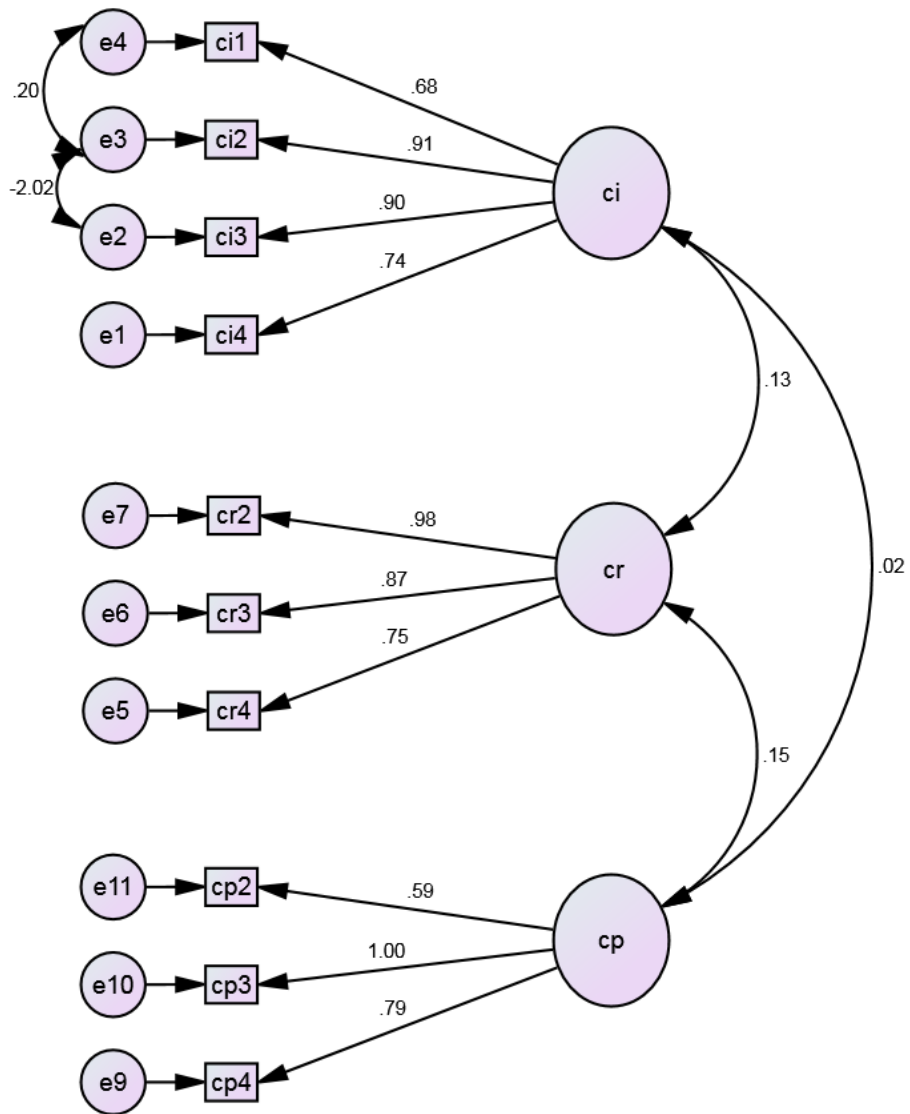 e4 ci1
.68
.20
e3 ci2
.91
ci
-2.02
e2 ci3
.90
.74
e1 ci4
.13
e7 cr2
.98
cr
.02
e6 cr3
.87
.75
e5 cr4
.15
e11 cp2
.59
cp
1.00
e10 cp3
.79
e9 cp4